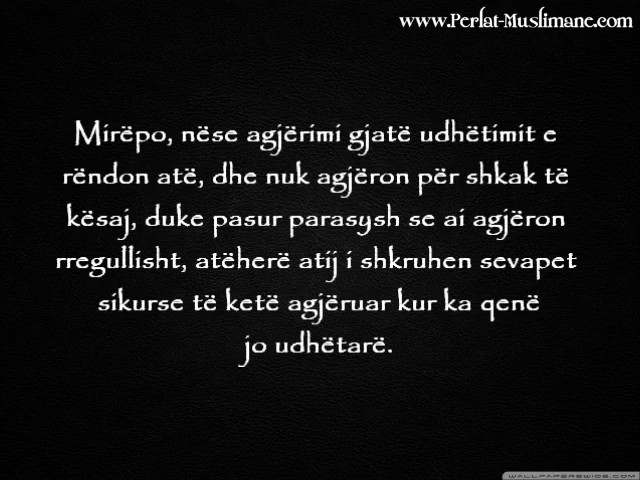 www.Perlat-Muslimane.com
Mirëpo, nëse agjërimi gjatë udhëtimit e
rëndon atë, dhe nuk agjëron për shkak të
kësaj, duke pasur parasysh se ai agjëron
rregullisht, atëherë atij i shkruhen sevapet
sikurse të ketë agjëruar kur ka qenë
jo udhëtarë.
WALLPAPERSWIDE.COM